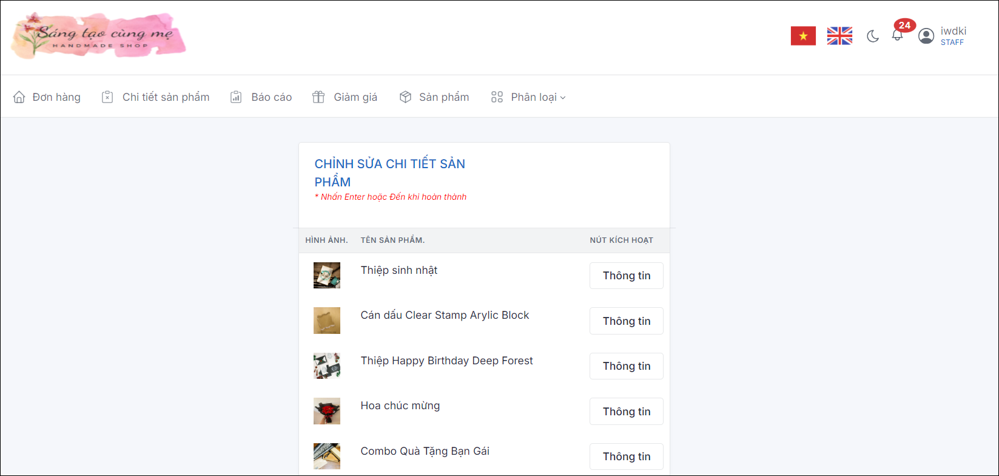 Sáng tạo cùng mẹ
HANDMADE SHOP
24
iwdki
STAFF
Đơn hàng
Chi tiết sản phẩm
Báo cáo
Giảm giá
Sản phẩm
Phân loại
CHỈNH SỬA CHI TIẾT SẢN
PHẨM
* Nhấn Enter hoặc Đến khi hoàn thành
HÌNH ẢNH. TÊN SẢN PHẨM. NÚT KÍCH HOẠT
Thiệp sinh nhật Thông tin
Cán dấu Clear Stamp Arylic Block Thông tin
Thiệp Happy Birthday Deep Forest Thông tin
Hoa chúc mừng Thông tin
Combo Quà Tặng Bạn Gái Thông tin